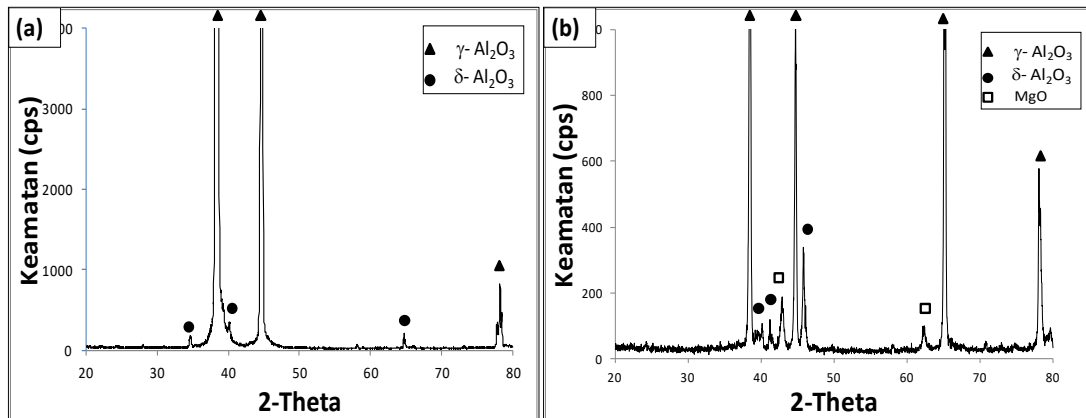 (a)
▲ γ- Al₂O₃
● δ- Al₂O₃
Keamatan (cps)
3000
2000
1000
0
20 30 40 50 60 70 80
2-Theta
(b)
▲ γ- Al₂O₃
● δ- Al₂O₃
□ MgO
Keamatan (cps)
800
600
400
200
0
20 30 40 50 60 70 80
2-Theta